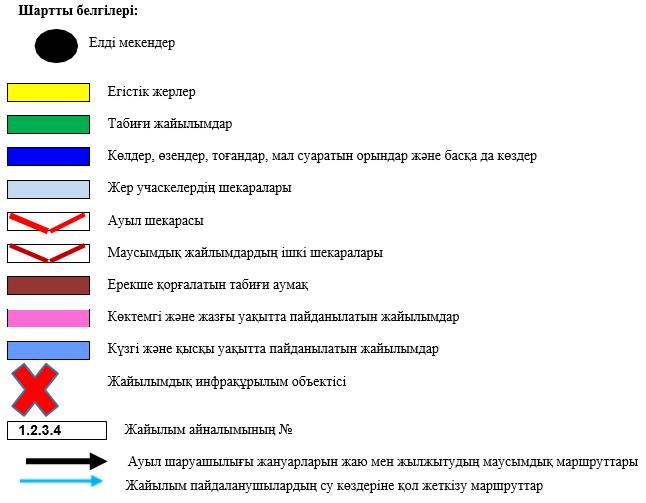 Шартты белгілері:
Елді мекендер
Егістік жерлер
Табиғи жайылымдар
Көлдер, өзендер, тоғандар, мал суаратын орындар және басқа да көздер
Жер учаскелердің шекаралары
Ауыл шекарасы
Маусымдық жайлымдардың ішкі шекаралары
Ерекше қорғалатын табиғи аумақ
Көктемгі және жазғы уақытта пайданылатын жайылымдар
Күзгі және қысқы уақытта пайданылатын жайылымдар
Жайылымдық инфрақұрылым объектісі
1.2.3.4 Жайылым айналымының №
Ауыл шаруашылығы жануарларын жаю мен жылжытудың маусымдық маршруттары
Жайылым пайдаланушылардың су көздеріне қол жеткізу маршруттар